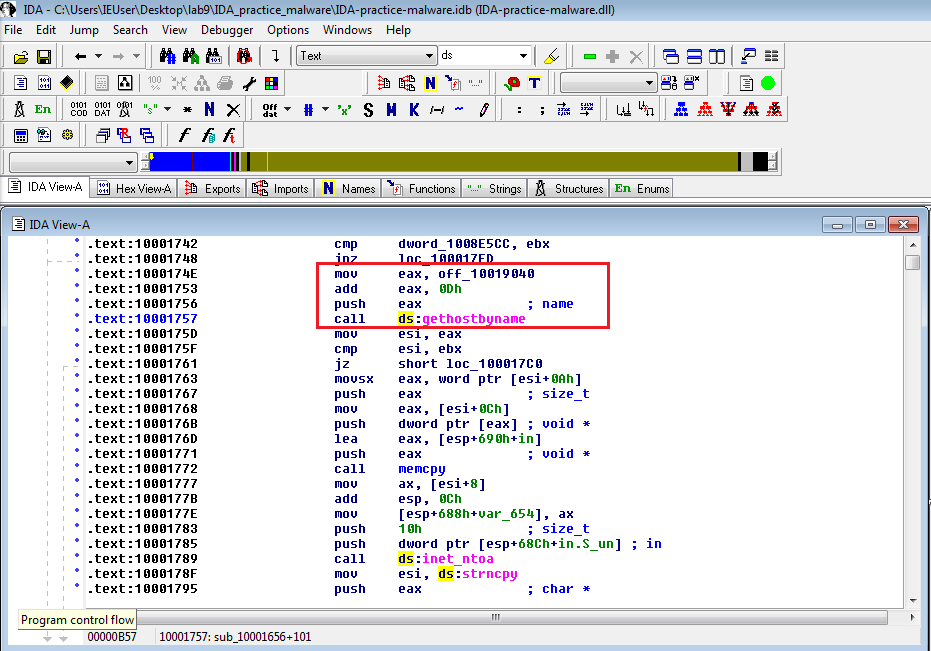 IDA - C:\Users\IEUser\Desktop\lab9\IDA_practice_malware\IDA-practice-malware.idb (IDA-practice-malware.dll)
File Edit Jump Search View Debugger Options Windows Help
Text ds
IDA View-A Hex View-A Exports Imports Names Functions Strings Structures En Enums
IDA View-A
.text:10001742 cmp dword_1008E5CC, ebx
.text:10001748 jnz loc_100017ED
.text:1000174E mov eax, off_10019040
.text:10001753 add eax, 0Dh
.text:10001756 push eax ; name
.text:10001757 call ds:gethostbyname
.text:1000175D mov esi, eax
.text:1000175F cmp esi, ebx
.text:10001761 jz short loc_100017C0
.text:10001763 movsx eax, word ptr [esi+0Ah]
.text:10001767 push eax ; size_t
.text:10001768 mov eax, [esi+0Ch]
.text:1000176B push dword ptr [eax] ; void *
.text:1000176D lea eax, [esp+690h+in]
.text:10001771 push eax ; void *
.text:10001772 call memcpy
.text:10001777 mov ax, [esi+8]
.text:1000177B add esp, 0Ch
.text:1000177E mov [esp+688h+var_654], ax
.text:10001783 push 10h ; size_t
.text:10001785 push dword ptr [esp+68Ch+in.S_un] ; in
.text:10001789 call ds:inet_ntoa
.text:1000178F mov esi, ds:strncpy
.text:10001795 push eax ; char *
Program control flow
00000B57 10001757: sub_10001656+101